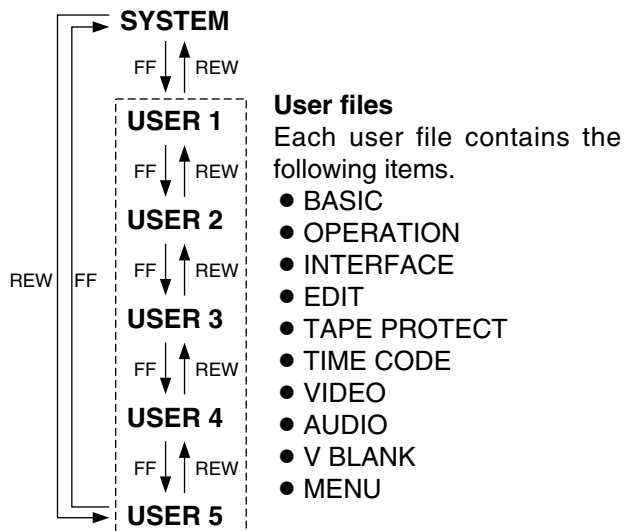 SYSTEM
FF REW
USER 1
FF REW
USER 2
FF REW
USER 3
FF REW
USER 4
FF REW
USER 5
REW FF
User files
Each user file contains the
following items.
● BASIC
● OPERATION
● INTERFACE
● EDIT
● TAPE PROTECT
● TIME CODE
● VIDEO
● AUDIO
● V BLANK
● MENU